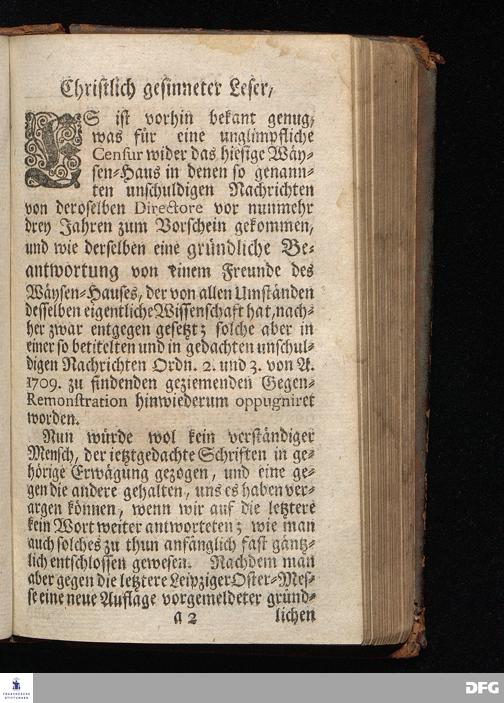 Christlich gesinneter Leser,
ES ist vorhin bekant genug,
was für eine unglimpfliche
Censur wider das hiesige Wäy-
sen-Haus in denen so genann-
ten unschuldigen Nachrichten
von deroselben Directore vor nunmehr
drey Jahren zum Vorschein gekommen,
und wie derselben eine gründliche Be-
antwortung von einem Freunde des
Wäysen-Hauses, der von allen Umständen
desselben eigentliche Wissenschaft hat, nach-
her zwar entgegen gesetzt; solche aber in
einer so betitelten und in gedachten unschul-
digen Nachrichten Ordn. 2. und 3. von A.
1709. zu findenden geziemenden Gegen-
Remonstration hinwiederum oppugniret
worden.
Nun würde wol kein verständiger
Mensch, der ietztgedachte Schriften in ge-
hörige Erwägung gezogen, und eine ge-
gen die andere gehalten, uns es haben ver-
argen können, wenn wir auf die letztere
kein Wort weiter antworteten; wie man
auch solches zu thun anfänglich fast gäntz-
lich entschlossen gewesen. Nachdem man
aber gegen die letztere Leipziger Oster-Mes-
se eine neue Auflage vorgemeldeter gründ-
a 2 lichen
FRANCKESCHE
STIFTUNGEN
DFG